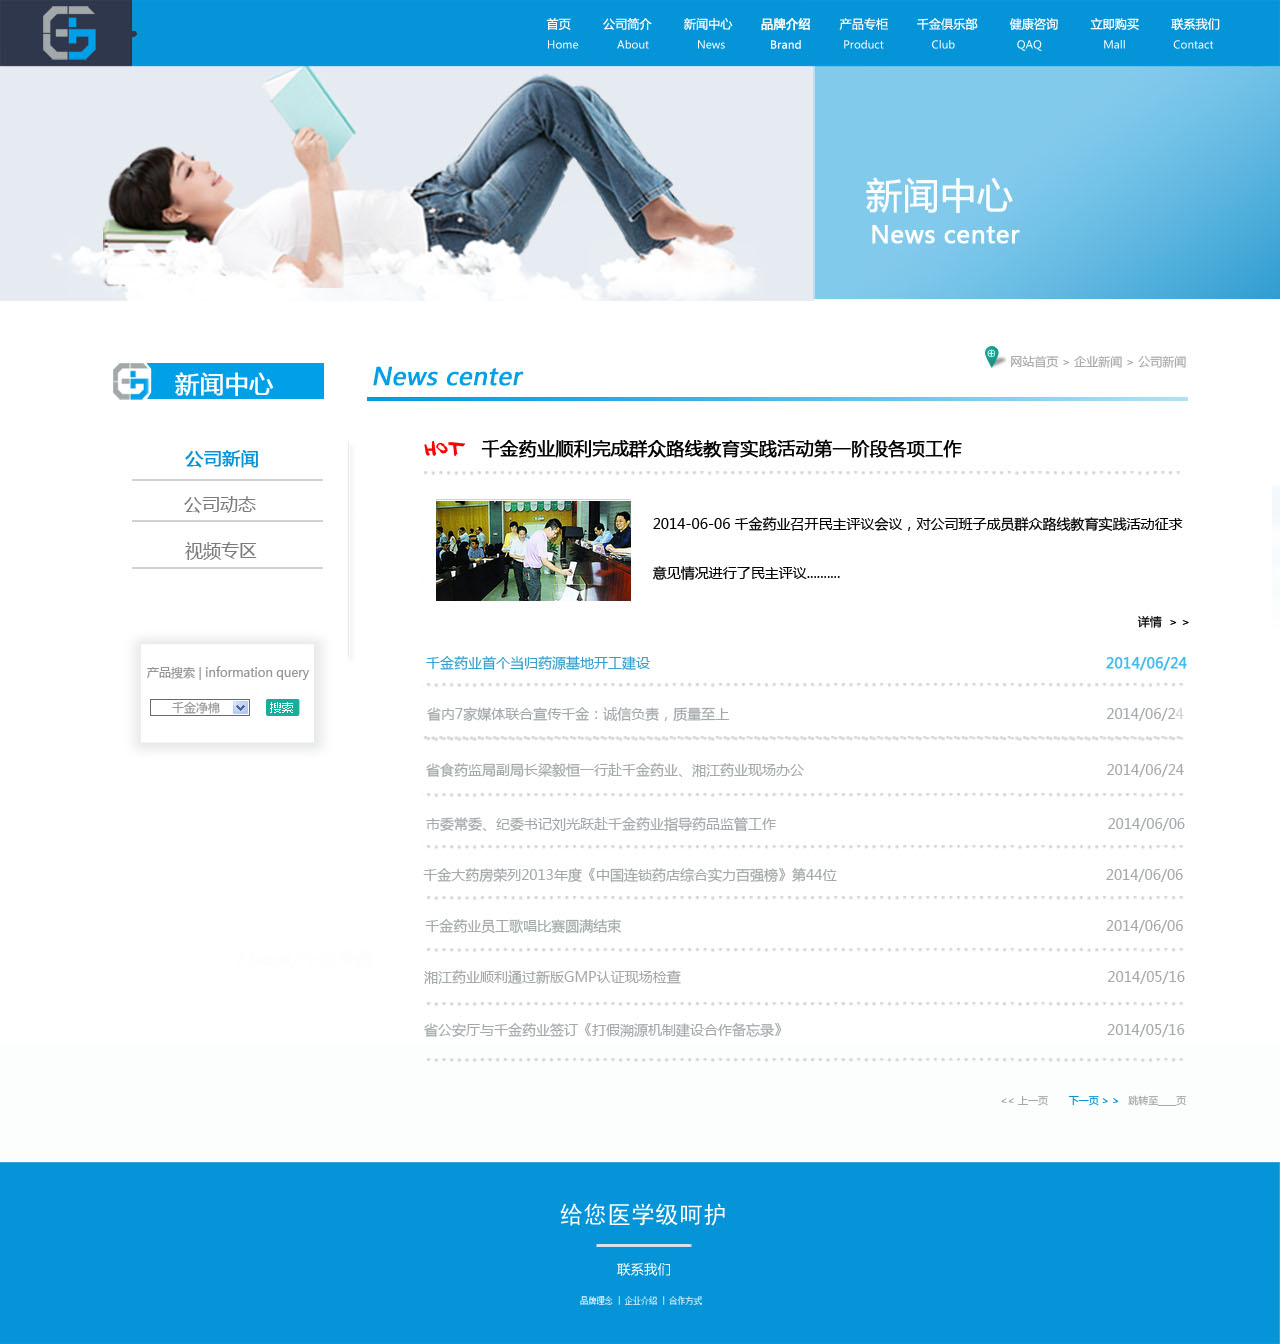 首页 公司简介 新闻中心 品牌介绍 产品专柜 千金俱乐部 健康咨询 立即购买 联系我们
Home About News Brand Product Club QAQ Mall Contact
新闻中心
News center
网站首页 > 企业新闻 > 公司新闻
新闻中心
News center
公司新闻
公司动态
视频专区
产品搜索 | information query
千金净棉 搜索
HOT 千金药业顺利完成群众路线教育实践活动第一阶段各项工作
2014-06-06 千金药业召开民主评议会议，对公司班子成员群众路线教育实践活动征求
意见情况进行了民主评议..........
详情 > >
千金药业首个当归药源基地开工建设 2014/06/24
省内7家媒体联合宣传千金：诚信负责，质量至上 2014/06/24
省食药监局副局长梁毅恒一行赴千金药业、湘江药业现场办公 2014/06/24
市委常委、纪委书记刘光跃赴千金药业指导药品监管工作 2014/06/06
千金大药房荣列2013年度《中国连锁药店综合实力百强榜》第44位 2014/06/06
千金药业员工歌唱比赛圆满结束 2014/06/06
湘江药业顺利通过新版GMP认证现场检查 2014/05/16
省公安厅与千金药业签订《打假溯源机制建设合作备忘录》 2014/05/16
<< 上一页 下一页 > > 跳转至___页
给您医学级呵护
联系我们
品牌理念 | 企业介绍 | 合作方式